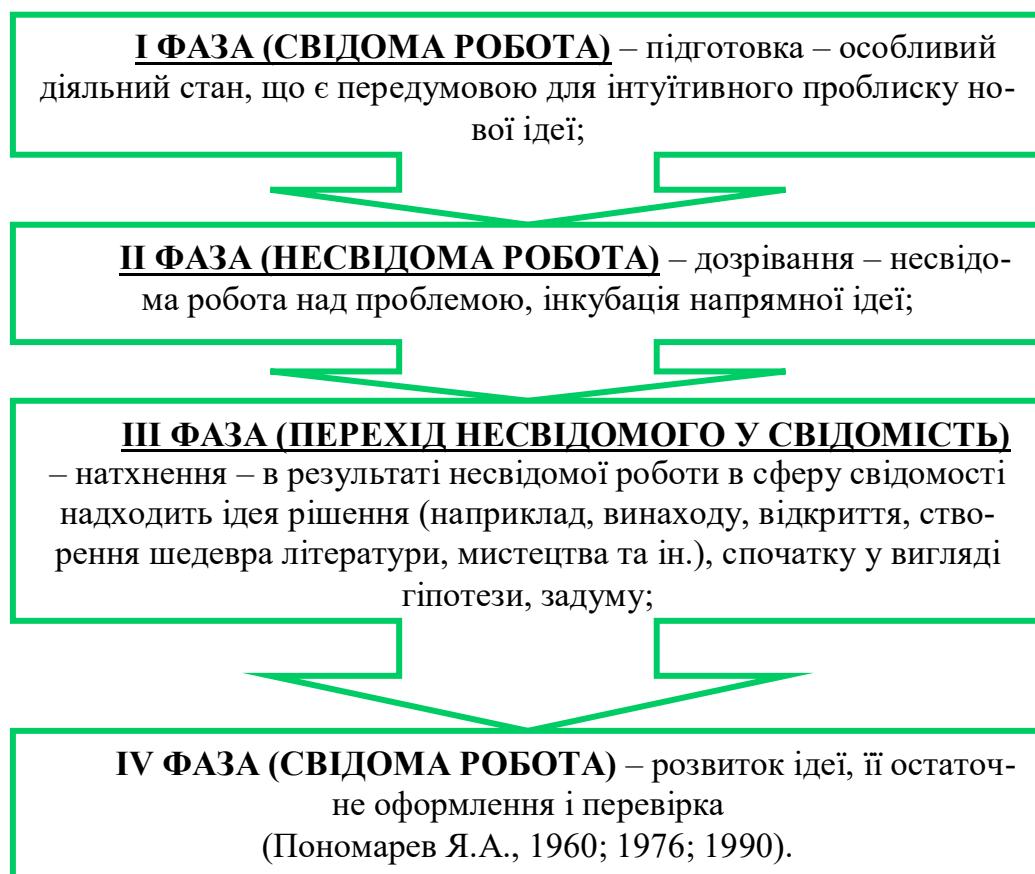 І ФАЗА (СВІДОМА РОБОТА) – підготовка – особливий
діяльний стан, що є передумовою для інтуїтивного проблиску но-
вої ідеї;
ІІ ФАЗА (НЕСВІДОМА РОБОТА) – дозрівання – несвідо-
ма робота над проблемою, інкубація напрямної ідеї;
ІІІ ФАЗА (ПЕРЕХІД НЕСВІДОМОГО У СВІДОМІСТЬ)
– натхнення – в результаті несвідомої роботи в сферу свідомості
надходить ідея рішення (наприклад, винаходу, відкриття, ство-
рення шедевра літератури, мистецтва та ін.), спочатку у вигляді
гіпотези, задуму;
IV ФАЗА (СВІДОМА РОБОТА) – розвиток ідеї, її остаточ-
не оформлення і перевірка
(Пономарев Я.А., 1960; 1976; 1990).